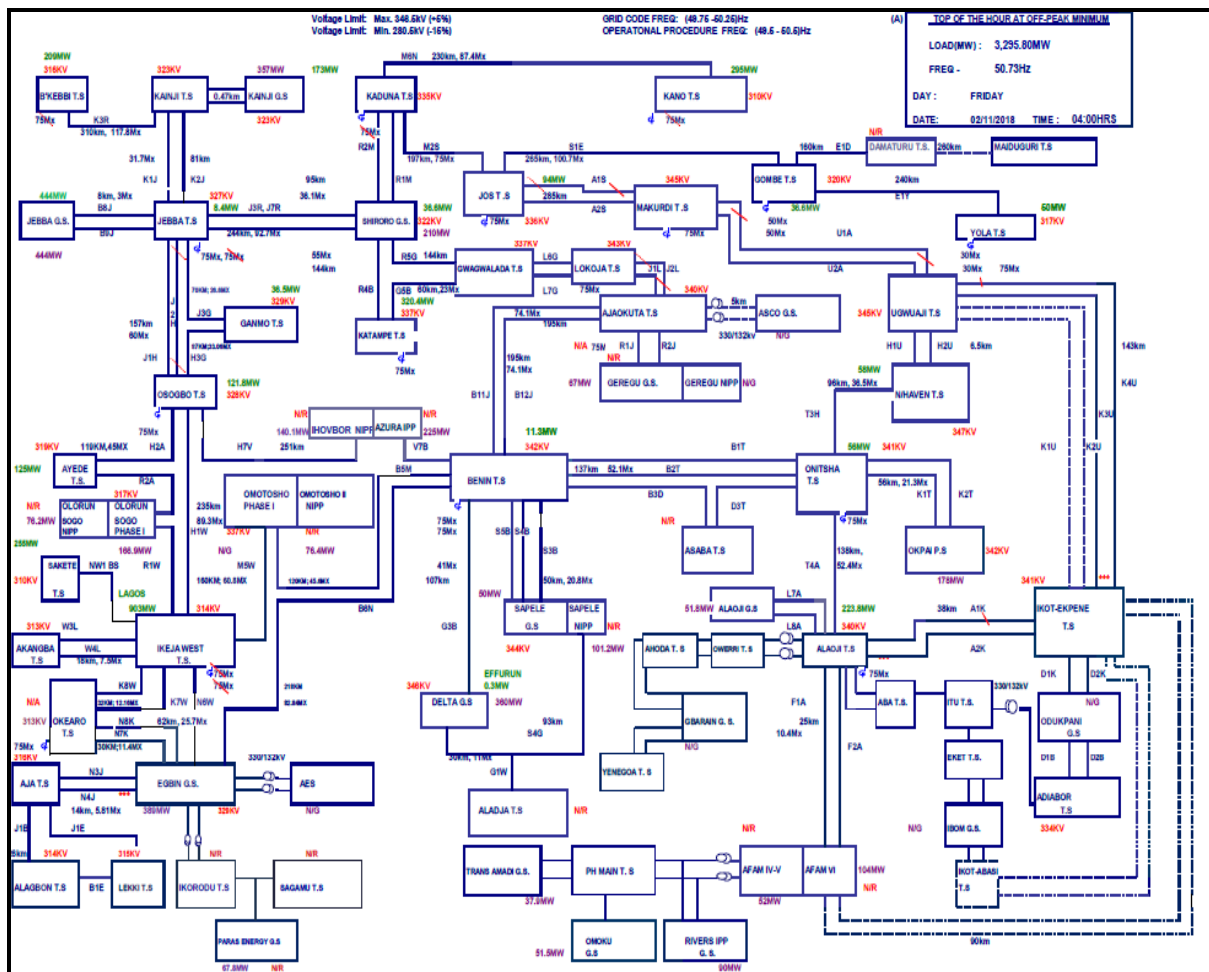 Voltage Limit: Max. 346.5kV (+5%)
Voltage Limit: Min. 280.5kV (-15%)
GRID CODE FREQ: (49.75 -50.25)Hz
OPERATONAL PROCEDURE FREQ: (49.5 - 50.5)Hz
(A)
TOP OF THE HOUR AT OFF-PEAK MINIMUM
LOAD(MW) : 3,295.80MW
FREQ - 50.73Hz
DAY : FRIDAY
DATE: 02/11/2018 TIME : 04:00HRS
209MW
316KV
B'KEBBI T.S
75Mx
K3R
310km, 117.8Mx
323KV
KAINJI T.S
0.47km
357MW
KAINJI G.S
323KV
173MW
KADUNA T.S
335KV
75Mx
R2M
M6N
230km, 87.4Mx
295MW
KANO T.S
319KV
75Mx
M2S
197km, 75Mx
S1E
265km, 100.7Mx
160km
E1D
N/R
DAMATURU T.S.
260km
MAIDUGURI T.S
31.7Mx
81km
K1J
K2J
95km
36.1Mx
R1M
JOS T .S
94MW
A1S
285km
A2S
75Mx
336KV
345KV
MAKURDI T .S
75Mx
GOMBE T.S
320KV
36.6MW
50Mx
50Mx
240km
E1Y
50MW
YOLA T.S
317KV
30Mx
30Mx
75Mx
U1A
U2A
444MW
JEBBA G.S
444MW
8km, 3Mx
B8J
B9J
327KV
8.4MW
JEBBA T.S
J3R, J7R
244km, 92.7Mx
75Mx, 75Mx
36.6MW
SHIRORO G.S.
322KV
210MW
55Mx
144km
R4B
R5G
144km
G5B
60km,23Mx
337KV
GWAGWALADA T.S
L6G
L7G
343KV
LOKOJA T.S
75Mx
J1L
J2L
320.4MW
337KV
KATAMPE T.S
75Mx
340KV
AJAOKUTA T.S
5km
ASCO G.S.
330/132kv
N/G
74.1Mx
195km
345KV
UGWUAJI T.S
H1U
H2U
6.5km
143km
K4U
K3U
157km
60Mx
J3G
36.5MW
329KV
GANMO T.S
J1H
H3G
OSOGBO T.S
121.8MW
328KV
75Mx
N/A
75M
R1J
R2J
N/R
67MW
GEREGU G.S.
GEREGU NIPP
N/G
195km
74.1Mx
B11J
B12J
58MW
96km, 36.5Mx
N/HAVEN T.S
347KV
T3H
K1U
K2U
319KV
119KM,45MX
H2A
125MW
AYEDE
T.S.
R2A
H7V
251km
N/R
140.1MW
IHOVBOR NIPP
AZURA IPP
N/R
225MW
V7B
B5M
11.3MW
342KV
BENIN T.S
75Mx
75Mx
B1T
137km
52.1Mx
B2T
B3D
D3T
56MW
341KV
ONITSHA
T.S
75Mx
56km, 21.3Mx
K1T
K2T
N/R
ASABA T.S
OKPAI P.S
342KV
178MW
317KV
N/R
76.2MW
OLORUN
SOGO
NIPP
OLORUN
SOGO
PHASE I
166.9MW
235km
89.3Mx
H1W
OMOTOSHO
PHASE I
OMOTOSHO II
NIPP
337KV
N/R
N/G
76.4MW
SAKETE
T.S
310KV
NW1 BS
R1W
LAGOS
903MW
M5W
B6N
S5B
S4B
S3B
41Mx
107km
G3B
50km, 20.8Mx
50MW
SAPELE
G.S
SAPELE
NIPP
N/R
344KV
101.2MW
138km,
52.4Mx
T4A
313KV
AKANGBA
T.S
W3L
W4L
314KV
IKEJA WEST
T.S.
75Mx
75Mx
K8W
K7W
N6W
62km, 25.7Mx
N/A
313KV
OKEARO
T.S
75Mx
N8K
N7K
30KM;11.4MX
EFFURUN
0.3MW
346KV
DELTA G.S
360MW
93km
S4G
G1W
ALADJA T.S
N/R
L7A
51.8MW
ALAOJI G.S
L8A
223.8MW
340KV
ALAOJI T.S
***
75Mx
38km
A1K
A2K
341KV
***
IKOT-EKPENE
T.S
AHODA T. S
OWERRI T. S
GBARAIN G. S.
N/G
YENEGOA T. S
F1A
25km
10.4Mx
F2A
ABA T.S.
ITU T.S
330/132kv
D1K
D2K
N/G
ODUKPANI
G.S
D1B
D2B
EKET T.S.
ADIABOR
T.S
334KV
N/G
IBOM G.S.
IKOT-ABASI
T.S
316KV
AJA T.S
N3J
N4J
***
14km, 5.81Mx
EGBIN G.S.
389MW
329KV
330/132kV
AES
N/G
J1B
J1E
314KV
ALAGBON T.S
B1E
315KV
LEKKI T.S
N/R
IKORODU T.S
N/R
SAGAMU T.S
PARAS ENERGY G.S
67.8MW
N/R
TRANS AMADI G.S.
37.9MW
PH MAIN T. S
51.5MW
OMOKU
G.S
RIVERS IPP
G. S.
90MW
N/R
AFAM IV-V
AFAM VI
104MW
N/R
52MW
90km